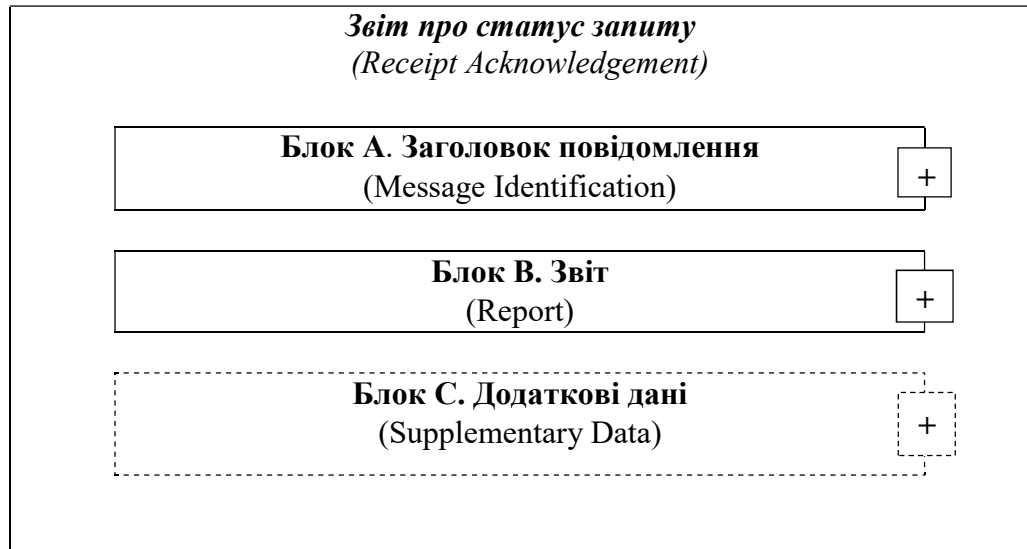 Звіт про статус запиту
(Receipt Acknowledgement)
Блок А. Заголовок повідомлення
(Message Identification)
+
Блок В. Звіт
(Report)
+
Блок С. Додаткові дані
(Supplementary Data)
+